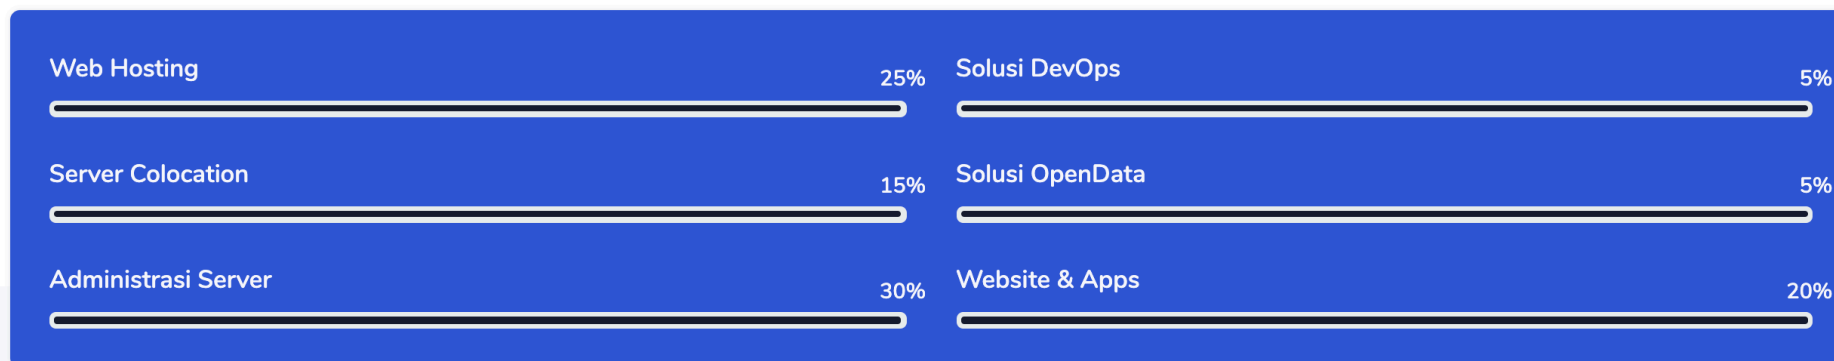 Web Hosting
25%
Solusi DevOps
5%
Server Colocation
15%
Solusi OpenData
5%
Administrasi Server
30%
Website & Apps
20%